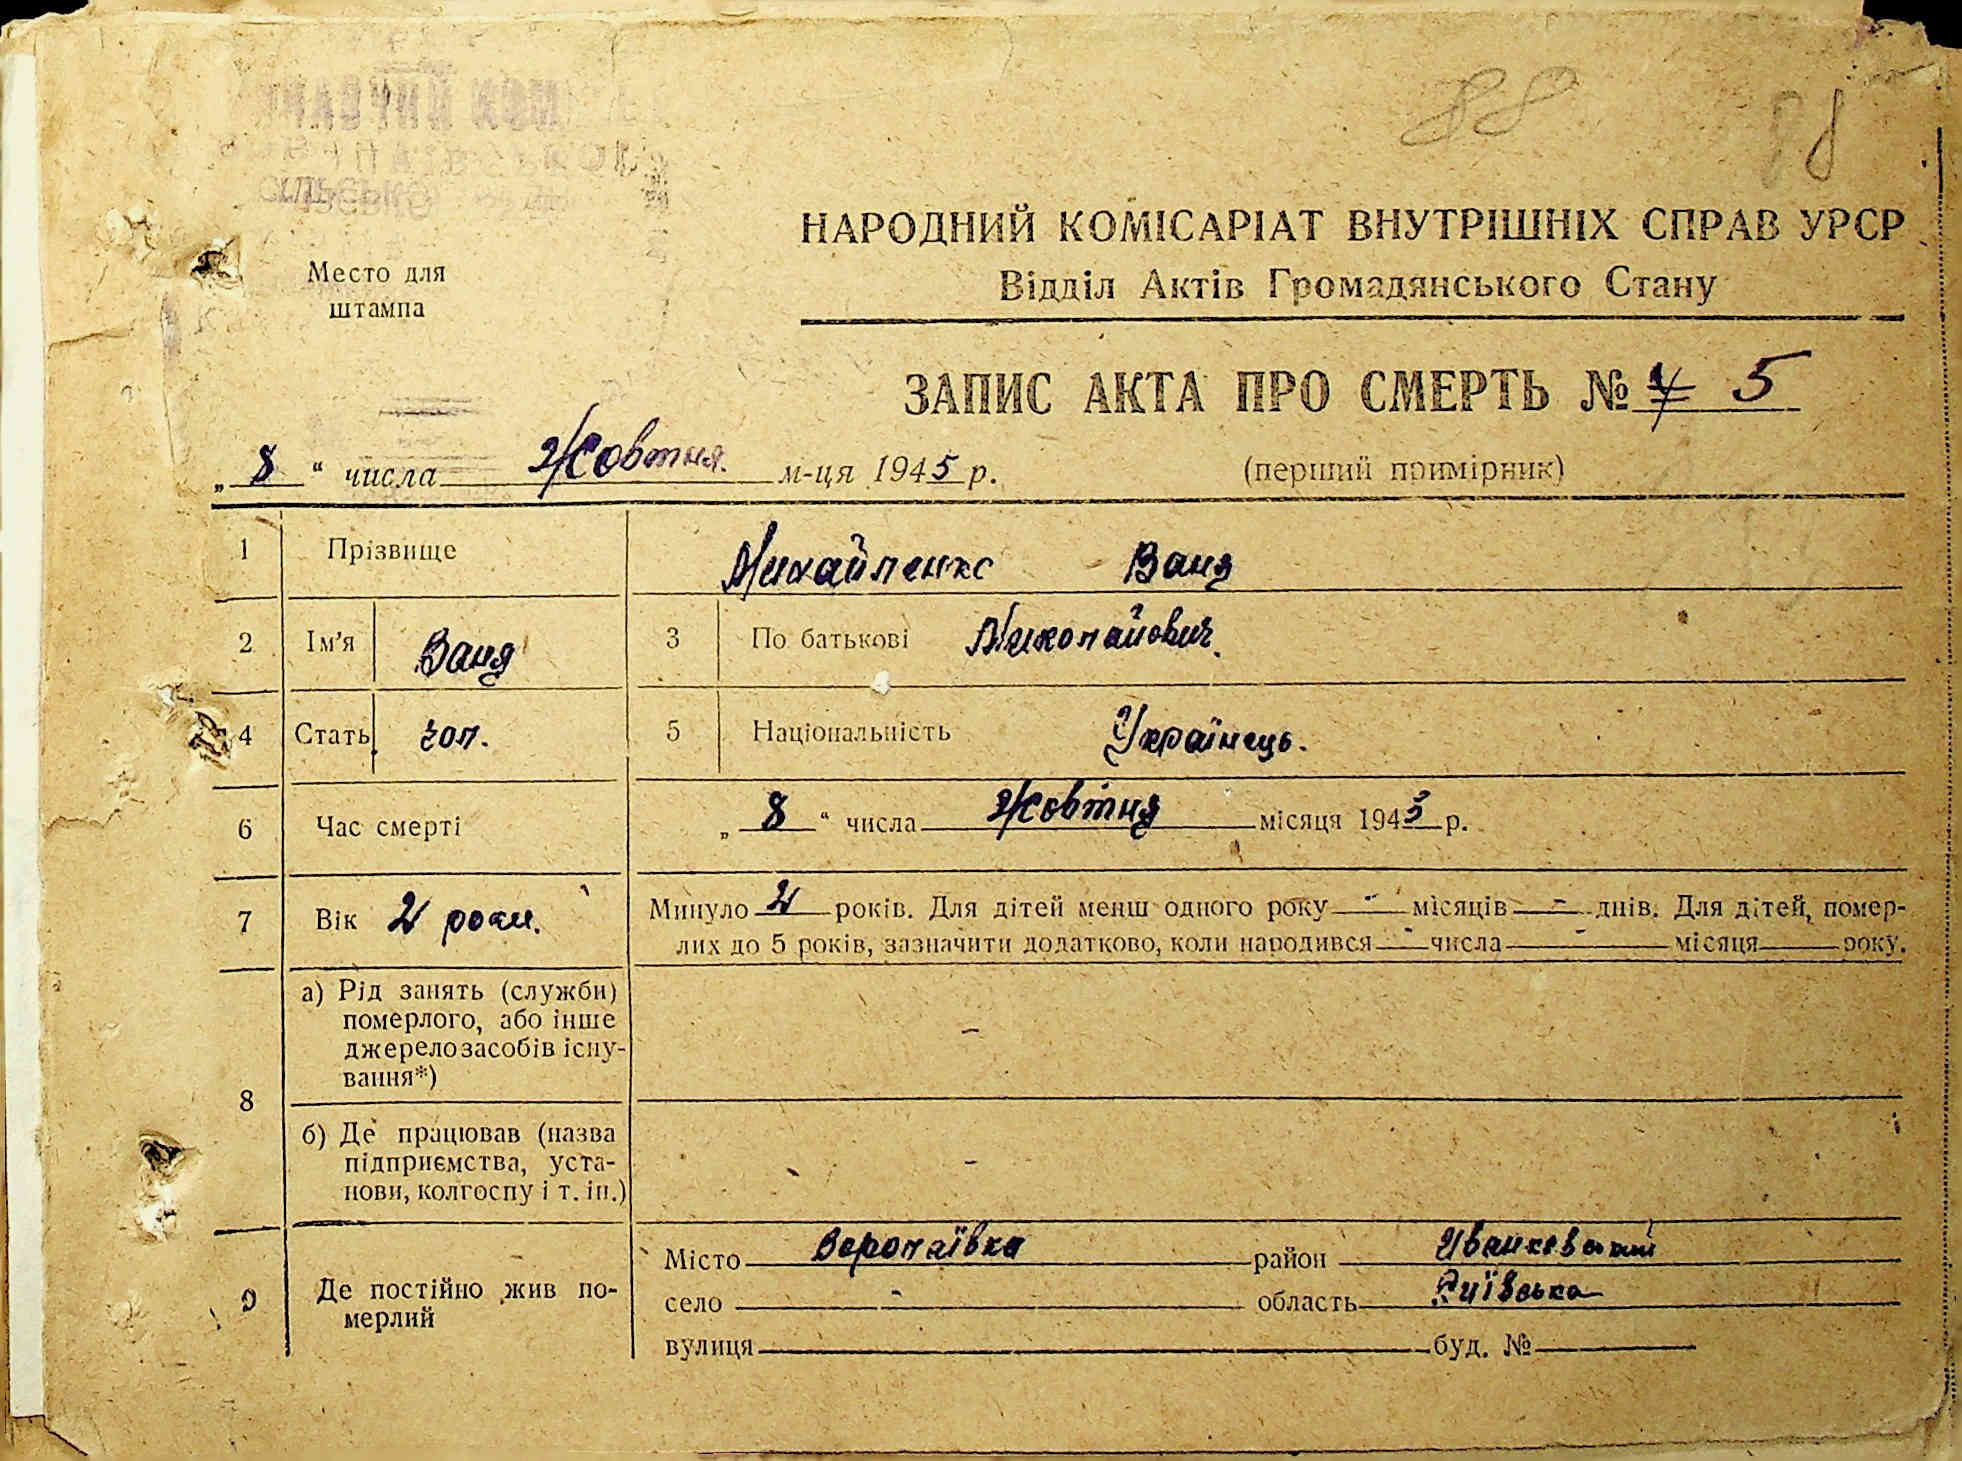 88
88
НАРОДНИЙ КОМІСАРІАТ ВНУТРІШНІХ СПРАВ УРСР
Відділ Актів Громадянського Стану
Место для
штампа
ЗАПИС АКТА ПРО СМЕРТЬ № 5
„ 8 " числа Жовтня. м-ця 1945 р.
(перший примірник)
1 Прізвище Михайленко Ваня
2 Ім'я Ваня 3 По батькові Миколайович.
4 Стать чол. 5 Національність Українець.
6 Час смерті „ 8 " числа Жовтня місяця 1945 р.
7 Вік 2 роки. Минуло 2 років. Для дітей менш одного року - місяців - днів. Для дітей, помер-
лих до 5 років, зазначити додатково, коли народився - числа - місяця року.
8 а) Рід занять (служби)
померлого, або інше
джерело засобів існу-
вання*) -
б) Де працював (назва
підприємства, уста-
нови, колгоспу і т. ін.) -
9 Де постійно жив по-
мерлий
Місто Воропаївка район Иванковський
село - область Київська
вулиця буд. №